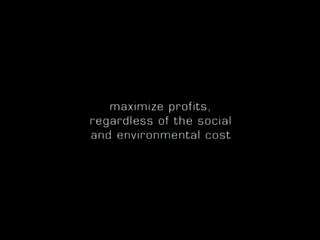 maximize profits,
regardless of the social
and environmental cost